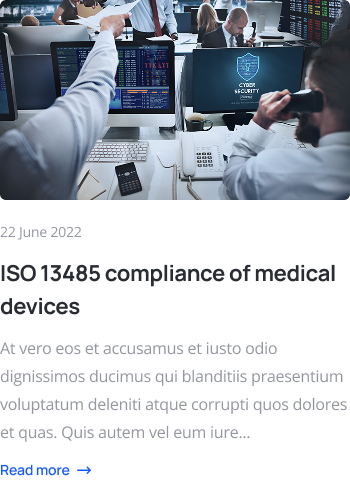 CYBER
SECURITY
22 June 2022
ISO 13485 compliance of medical
devices
At vero eos et accusamus et iusto odio
dignissimos ducimus qui blanditiis praesentium
voluptatum deleniti atque corrupti quos dolores
et quas. Quis autem vel eum iure...
Read more →